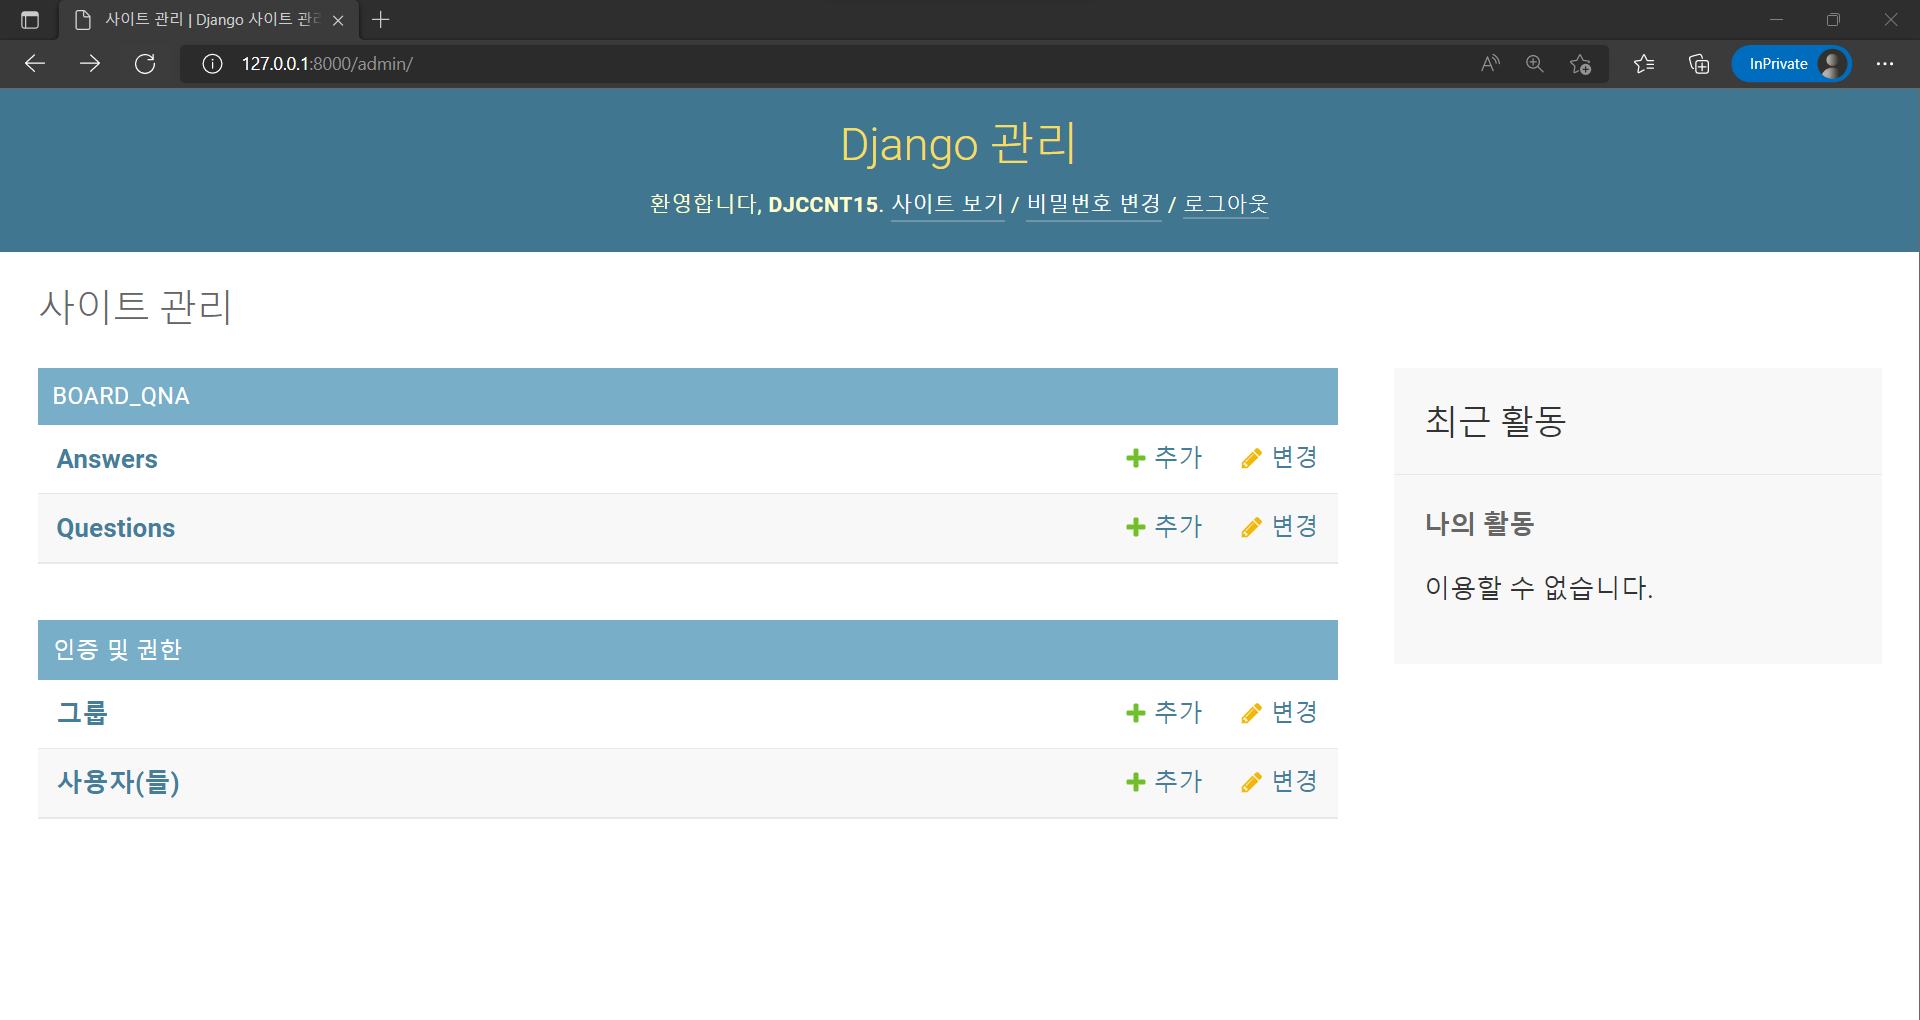 사이트 관리 | Django 사이트 관리
127.0.0.1:8000/admin/
InPrivate
Django 관리
환영합니다, DJCCNT15. 사이트 보기 / 비밀번호 변경 / 로그아웃
사이트 관리
BOARD_QNA
Answers 추가 변경
Questions 추가 변경
인증 및 권한
그룹 추가 변경
사용자(들) 추가 변경
최근 활동
나의 활동
이용할 수 없습니다.